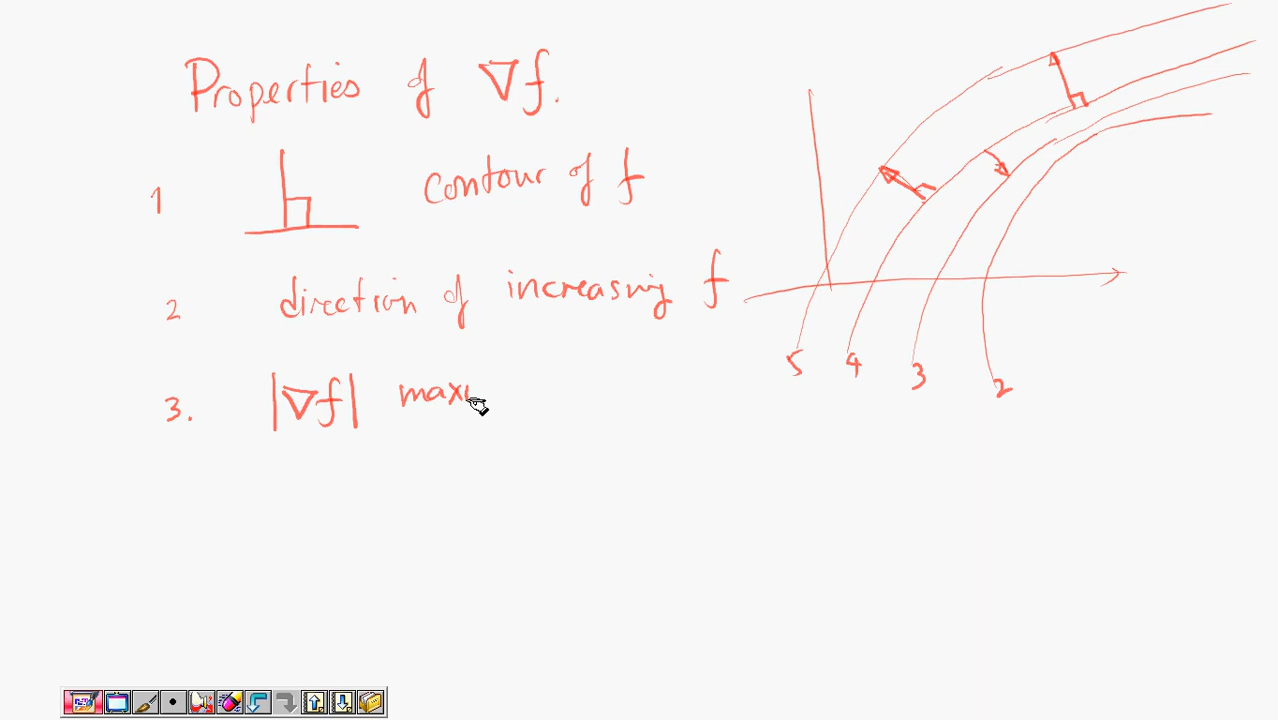 Properties of ∇f.
1 ⊥ contour of f
2 direction of increasing f
3. |∇f| max
5 4 3 2